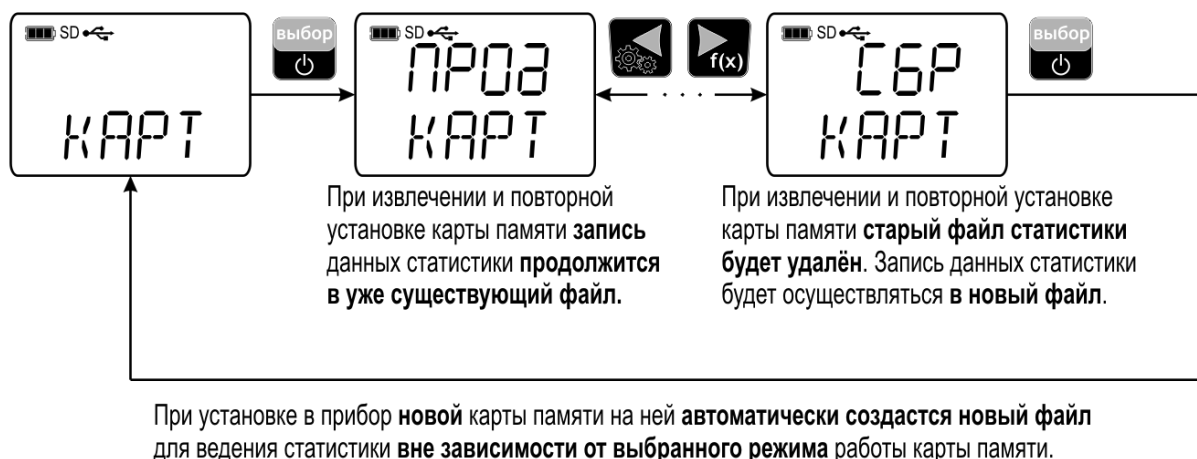 SD
выбор
SD
ПРОД
f(x)
SD
СБР
выбор
КАРТ
КАРТ
КАРТ
При извлечении и повторной
установке карты памяти запись
данных статистики продолжится
в уже существующий файл.
При извлечении и повторной установке
карты памяти старый файл статистики
будет удалён. Запись данных статистики
будет осуществляться в новый файл.
При установке в прибор новой карты памяти на ней автоматически создастся новый файл
для ведения статистики вне зависимости от выбранного режима работы карты памяти.